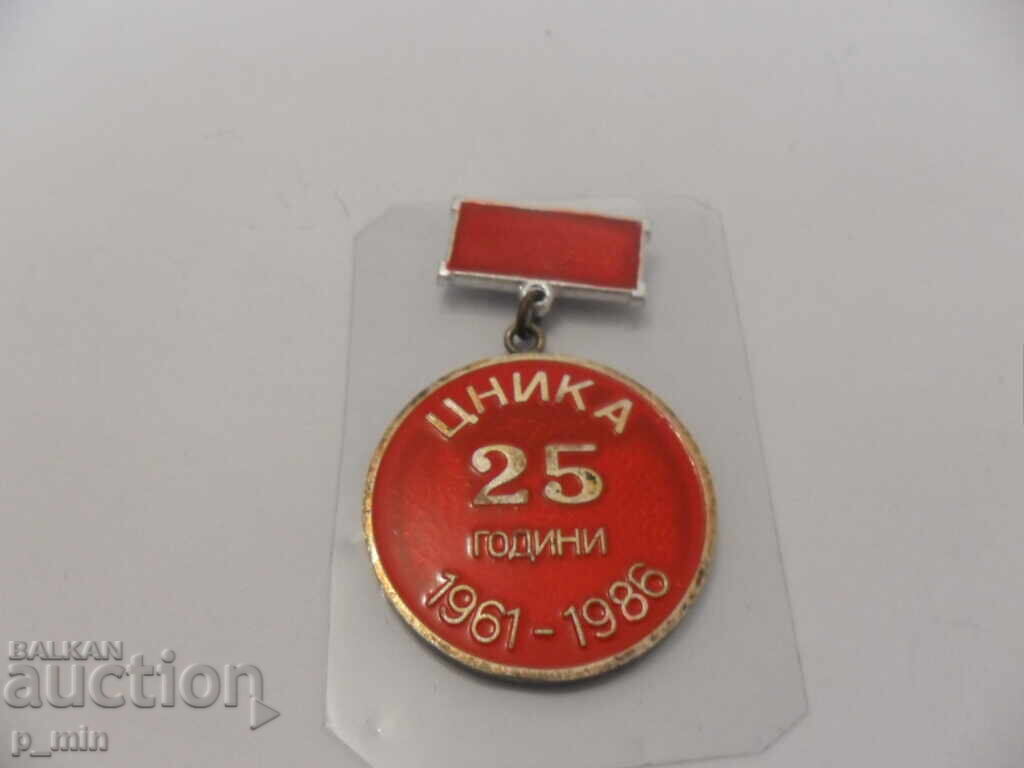 ЦНИКА
25
ГОДИНИ
1961-1986
BALKAN
auction
p_min